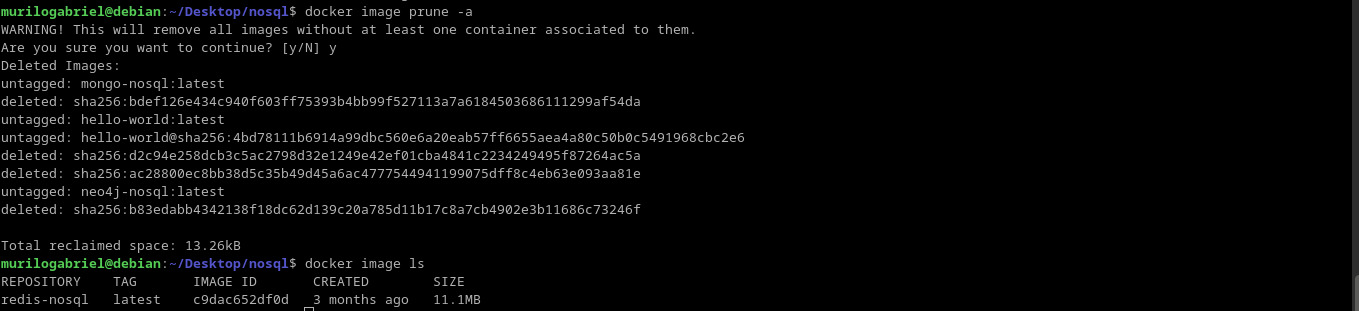 murilogabriel@debian:~/Desktop/nosql$ docker image prune -a
WARNING! This will remove all images without at least one container associated to them.
Are you sure you want to continue? [y/N] y
Deleted Images:
untagged: mongo-nosql:latest
deleted: sha256:bdef126e434c940f603ff75393b4bb99f527113a7a6184503686111299af54da
untagged: hello-world:latest
untagged: hello-world@sha256:4bd78111b6914a99dbc560e6a20eab57ff6655aea4a80c50b0c5491968cbc2e6
deleted: sha256:d2c94e258dcb3c5ac2798d32e1249e42ef01cba4841c2234249495f87264ac5a
deleted: sha256:ac28800ec8bb38d5c35b49d45a6ac4777544941199075dff8c4eb63e093aa81e
untagged: neo4j-nosql:latest
deleted: sha256:b83edabb4342138f18dc62d139c20a785d11b17c8a7cb4902e3b11686c73246f
Total reclaimed space: 13.26kB
murilogabriel@debian:~/Desktop/nosql$ docker image ls
REPOSITORY    TAG       IMAGE ID       CREATED        SIZE
redis-nosql   latest    c9dac652df0d   3 months ago   11.1MB